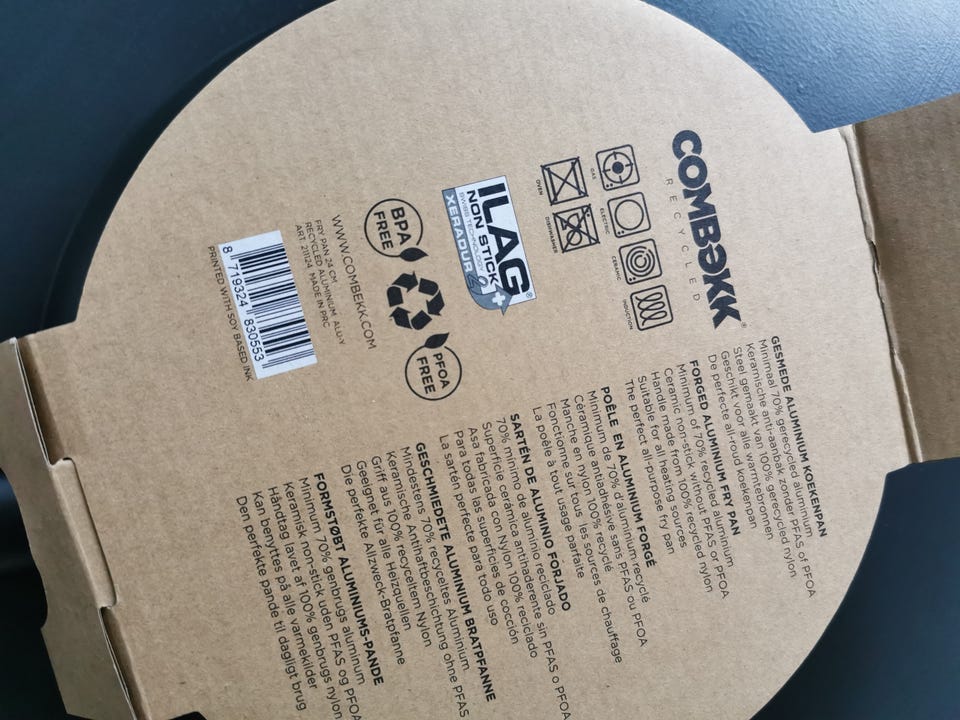 COMBEKK®
RECYCLED
GAS
ELECTRIC
CERAMIC
INDUCTION
OVEN
DISHWASHER
ILAG®
NON STICK
SWISS TECHNOLOGY
XERADUR 2
BPA
FREE
PFOA
FREE
WWW.COMBEKK.COM
FRY PAN 24 CM
RECYCLED ALUMINIUM ALU-Y
ART. 211124 MADE IN PRC
8 719324 830553
PRINTED WITH SOY BASED INK
GESMEDE ALUMINIUM KOEKENPAN
Minimaal 70% gerecycled aluminium
Keramische anti-aanbak zonder PFAS of PFOA
Steel gemaakt van 100% gerecycled nylon
Geschikt voor alle warmtebronnen
De perfecte all-roud koekenpan
FORGED ALUMINIUM FRY PAN
Minimum of 70% recycled aluminium
Ceramic non-stick without PFAS or PFOA
Handle made from 100% recycled nylon
Suitable for all heating sources
The perfect all-purpose fry pan
POÊLE EN ALUMINIUM FORGÉ
Minimum de 70% d'aluminium recyclé
Céramique antiadhésive sans PFAS ou PFOA
Manche en nylon 100% recyclé
Fonctionne sur tous les sources de chauffage
La poêle à tout usage parfaite
SARTÉN DE ALUMINIO FORJADO
70% mínimo de aluminio reciclado
Superficie cerámica antihaderente sin PFAS o PFOA
Asa fabricada con Nylon 100% reciclado
Para todas las superficies de cocción
La sartén perfecte para todo uso
GESCHMIEDETE ALUMINIUM BRATPFANNE
Mindestens 70% recyceltes Aluminium
Keramische Antihaftbeschichtung ohne PFAS
Griff aus 100% recyceltem Nylon
Geeignet für alle Heizquellen
Die perfekte Allzweck-Bratpfanne
FORMSTØBT ALUMINIUMS-PANDE
Minimum 70% genbrugs aluminum
Keramisk non-stick uden PFAS og PFOA
Håndtag lavet af 100% genbrugs nylon
Kan benyttes på alle varmekilder
Den perfekte pande til dagligt brug